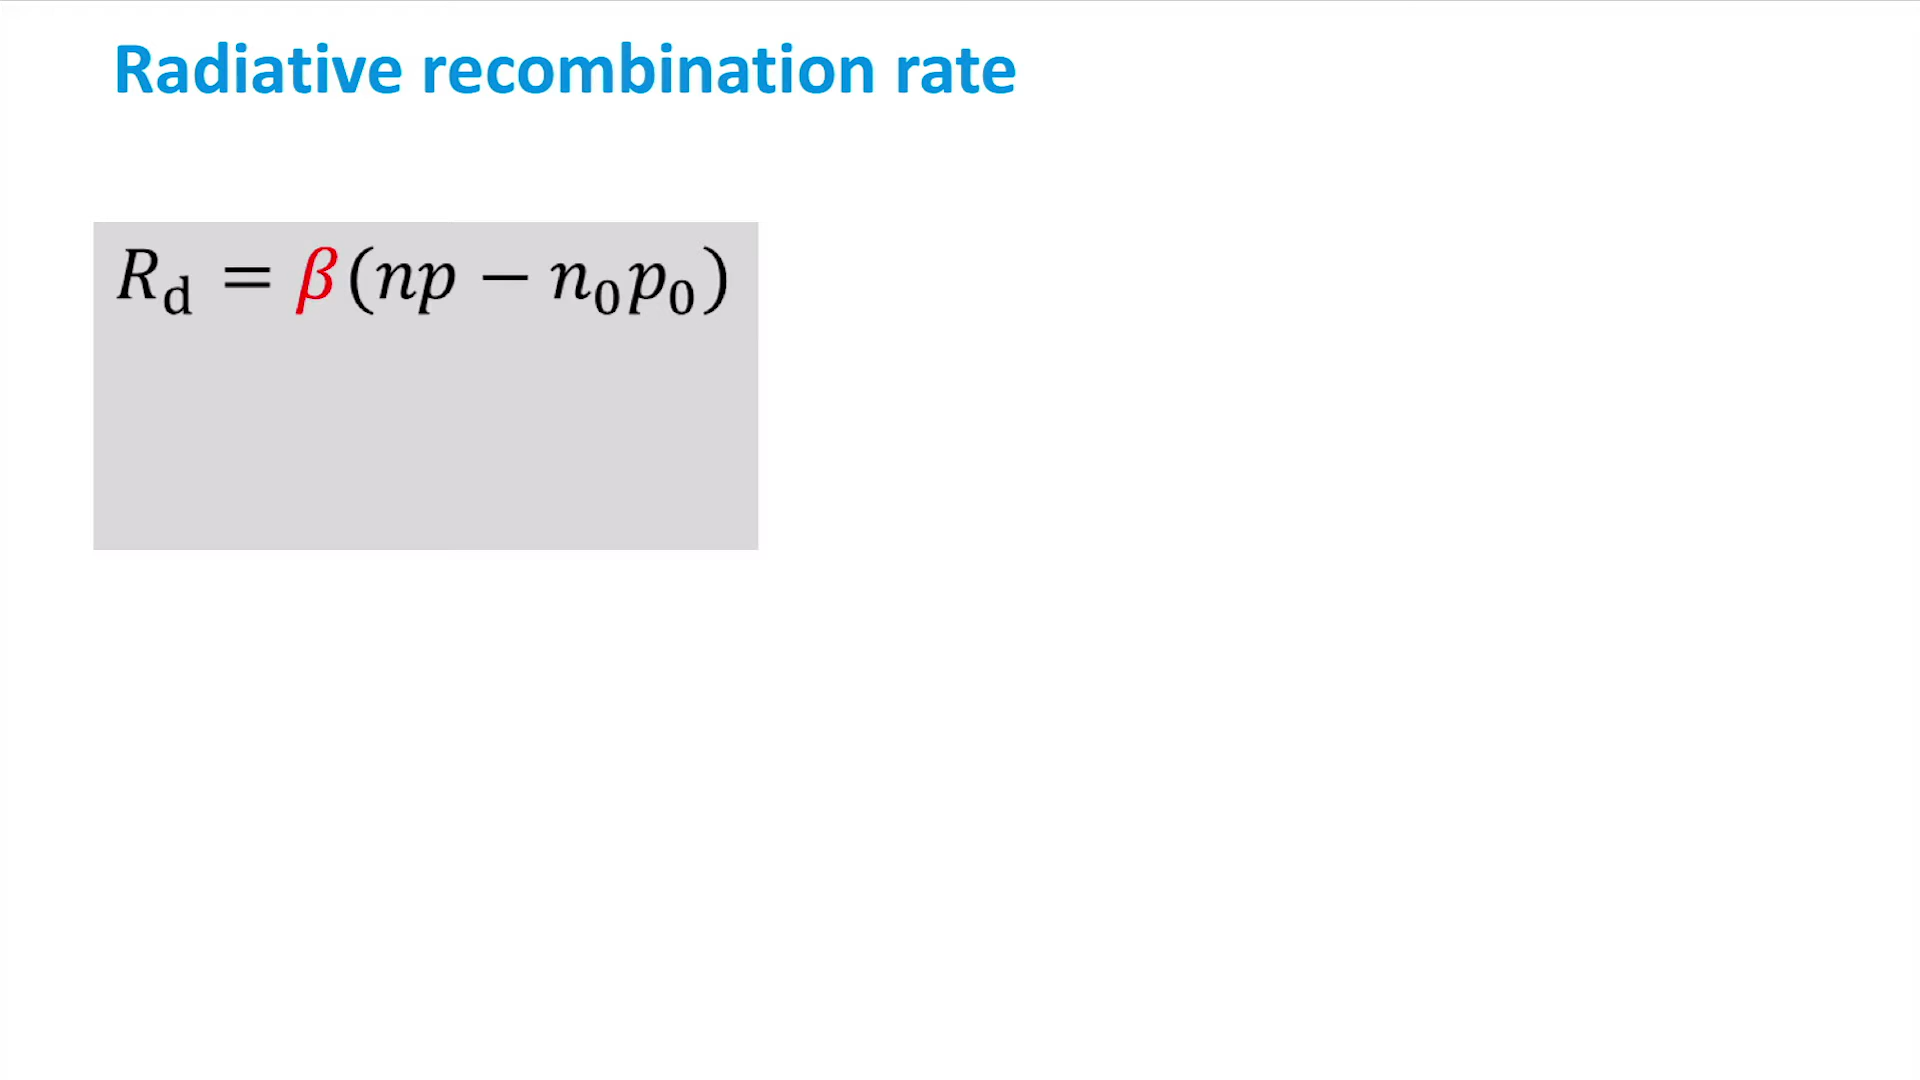 Radiative recombination rate
R_d = β(np − n_0p_0)